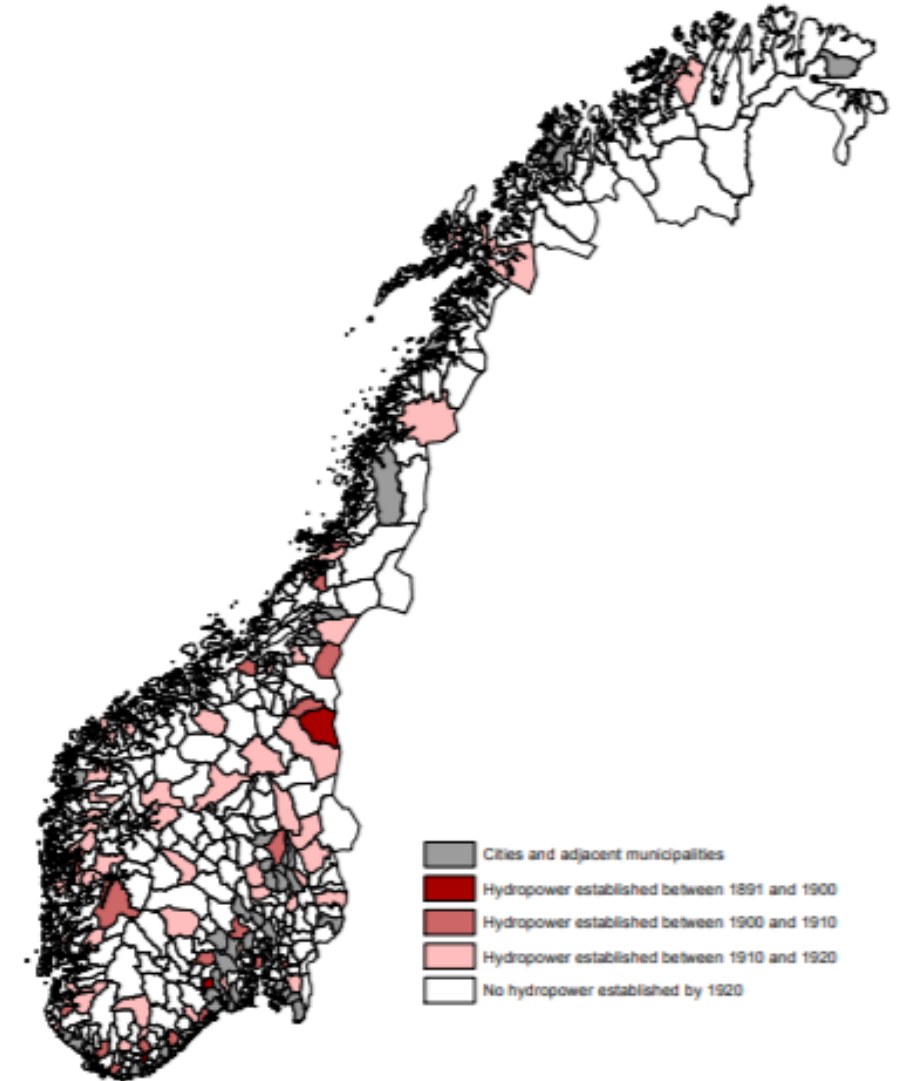 Cities and adjacent municipalities
Hydropower established between 1891 and 1900
Hydropower established between 1900 and 1910
Hydropower established between 1910 and 1920
No hydropower established by 1920